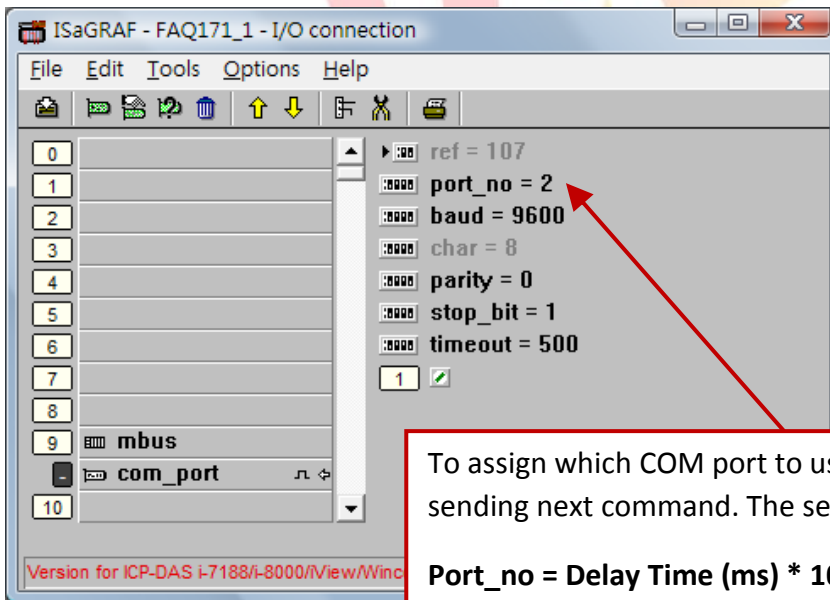 ISaGRAF - FAQ171_1 - I/O connection
File Edit Tools Options Help
0
1
2
3
4
5
6
7
8
9 mbus
com_port
10
ref = 107
port_no = 2
baud = 9600
char = 8
parity = 0
stop_bit = 1
timeout = 500
1
Version for ICP-DAS i-7188/i-8000/iView/Winc
To assign which COM port to us
sending next command. The se
Port_no = Delay Time (ms) * 10